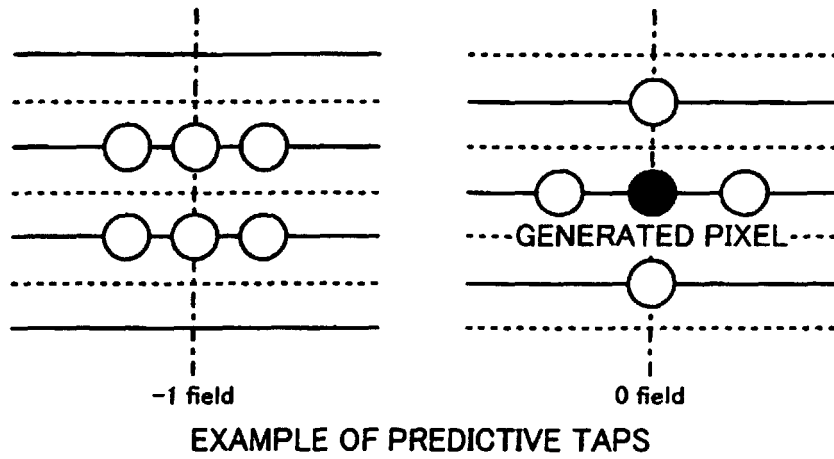 GENERATED PIXEL
-1 field
0 field
EXAMPLE OF PREDICTIVE TAPS